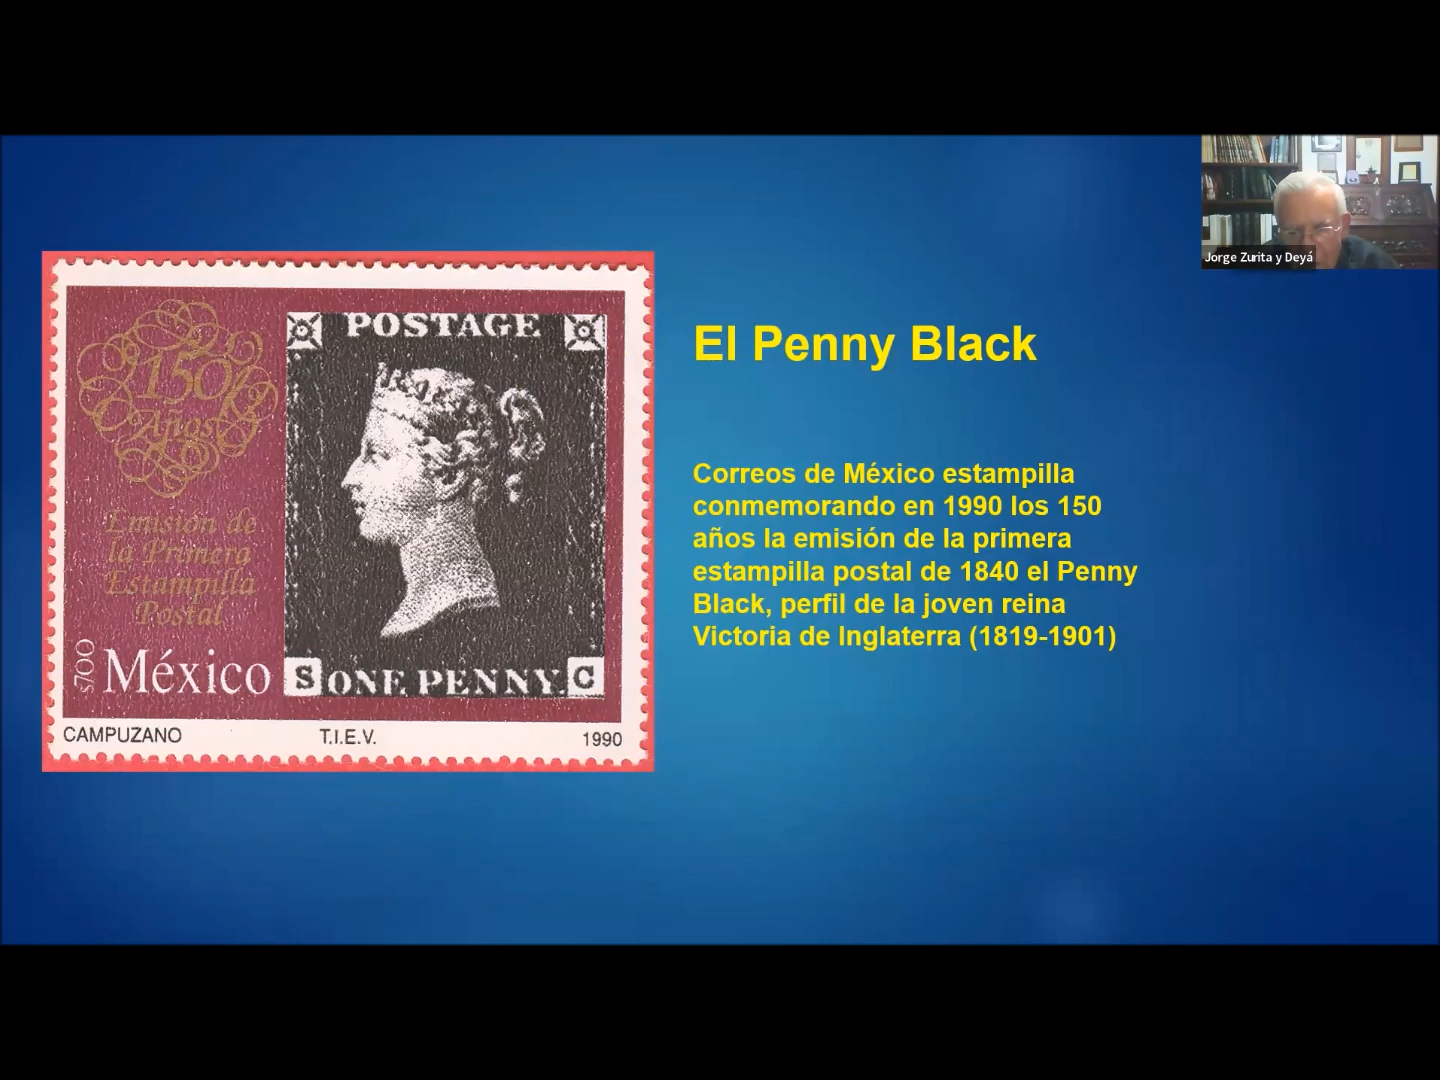 Jorge Zurita y Deyá
150
Años
Emisión de
la Primera
Estampilla
Postal
$700
México
POSTAGE
S ONE PENNY. C
CAMPUZANO T.I.E.V. 1990
El Penny Black
Correos de México estampilla
conmemorando en 1990 los 150
años la emisión de la primera
estampilla postal de 1840 el Penny
Black, perfil de la joven reina
Victoria de Inglaterra (1819-1901)